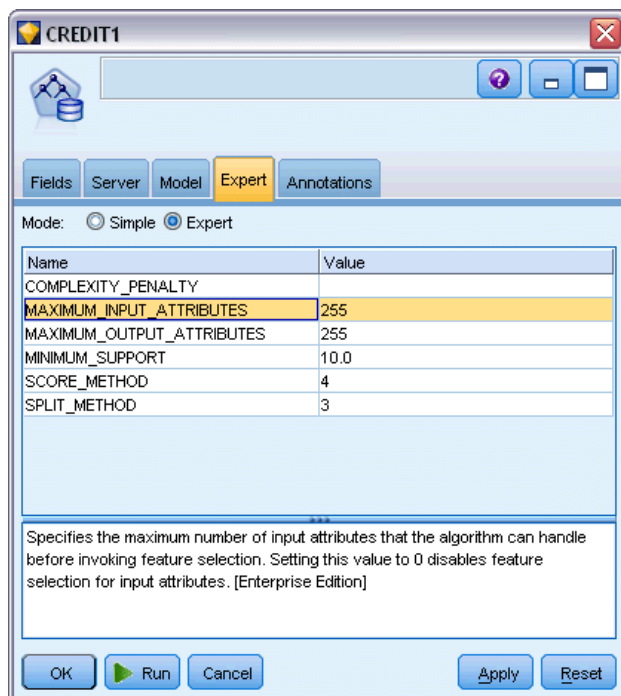 CREDIT1
Fields Server Model Expert Annotations
Mode: Simple Expert
Name Value
COMPLEXITY_PENALTY
MAXIMUM_INPUT_ATTRIBUTES 255
MAXIMUM_OUTPUT_ATTRIBUTES 255
MINIMUM_SUPPORT 10.0
SCORE_METHOD 4
SPLIT_METHOD 3
Specifies the maximum number of input attributes that the algorithm can handle
before invoking feature selection. Setting this value to 0 disables feature
selection for input attributes. [Enterprise Edition]
OK Run Cancel Apply Reset